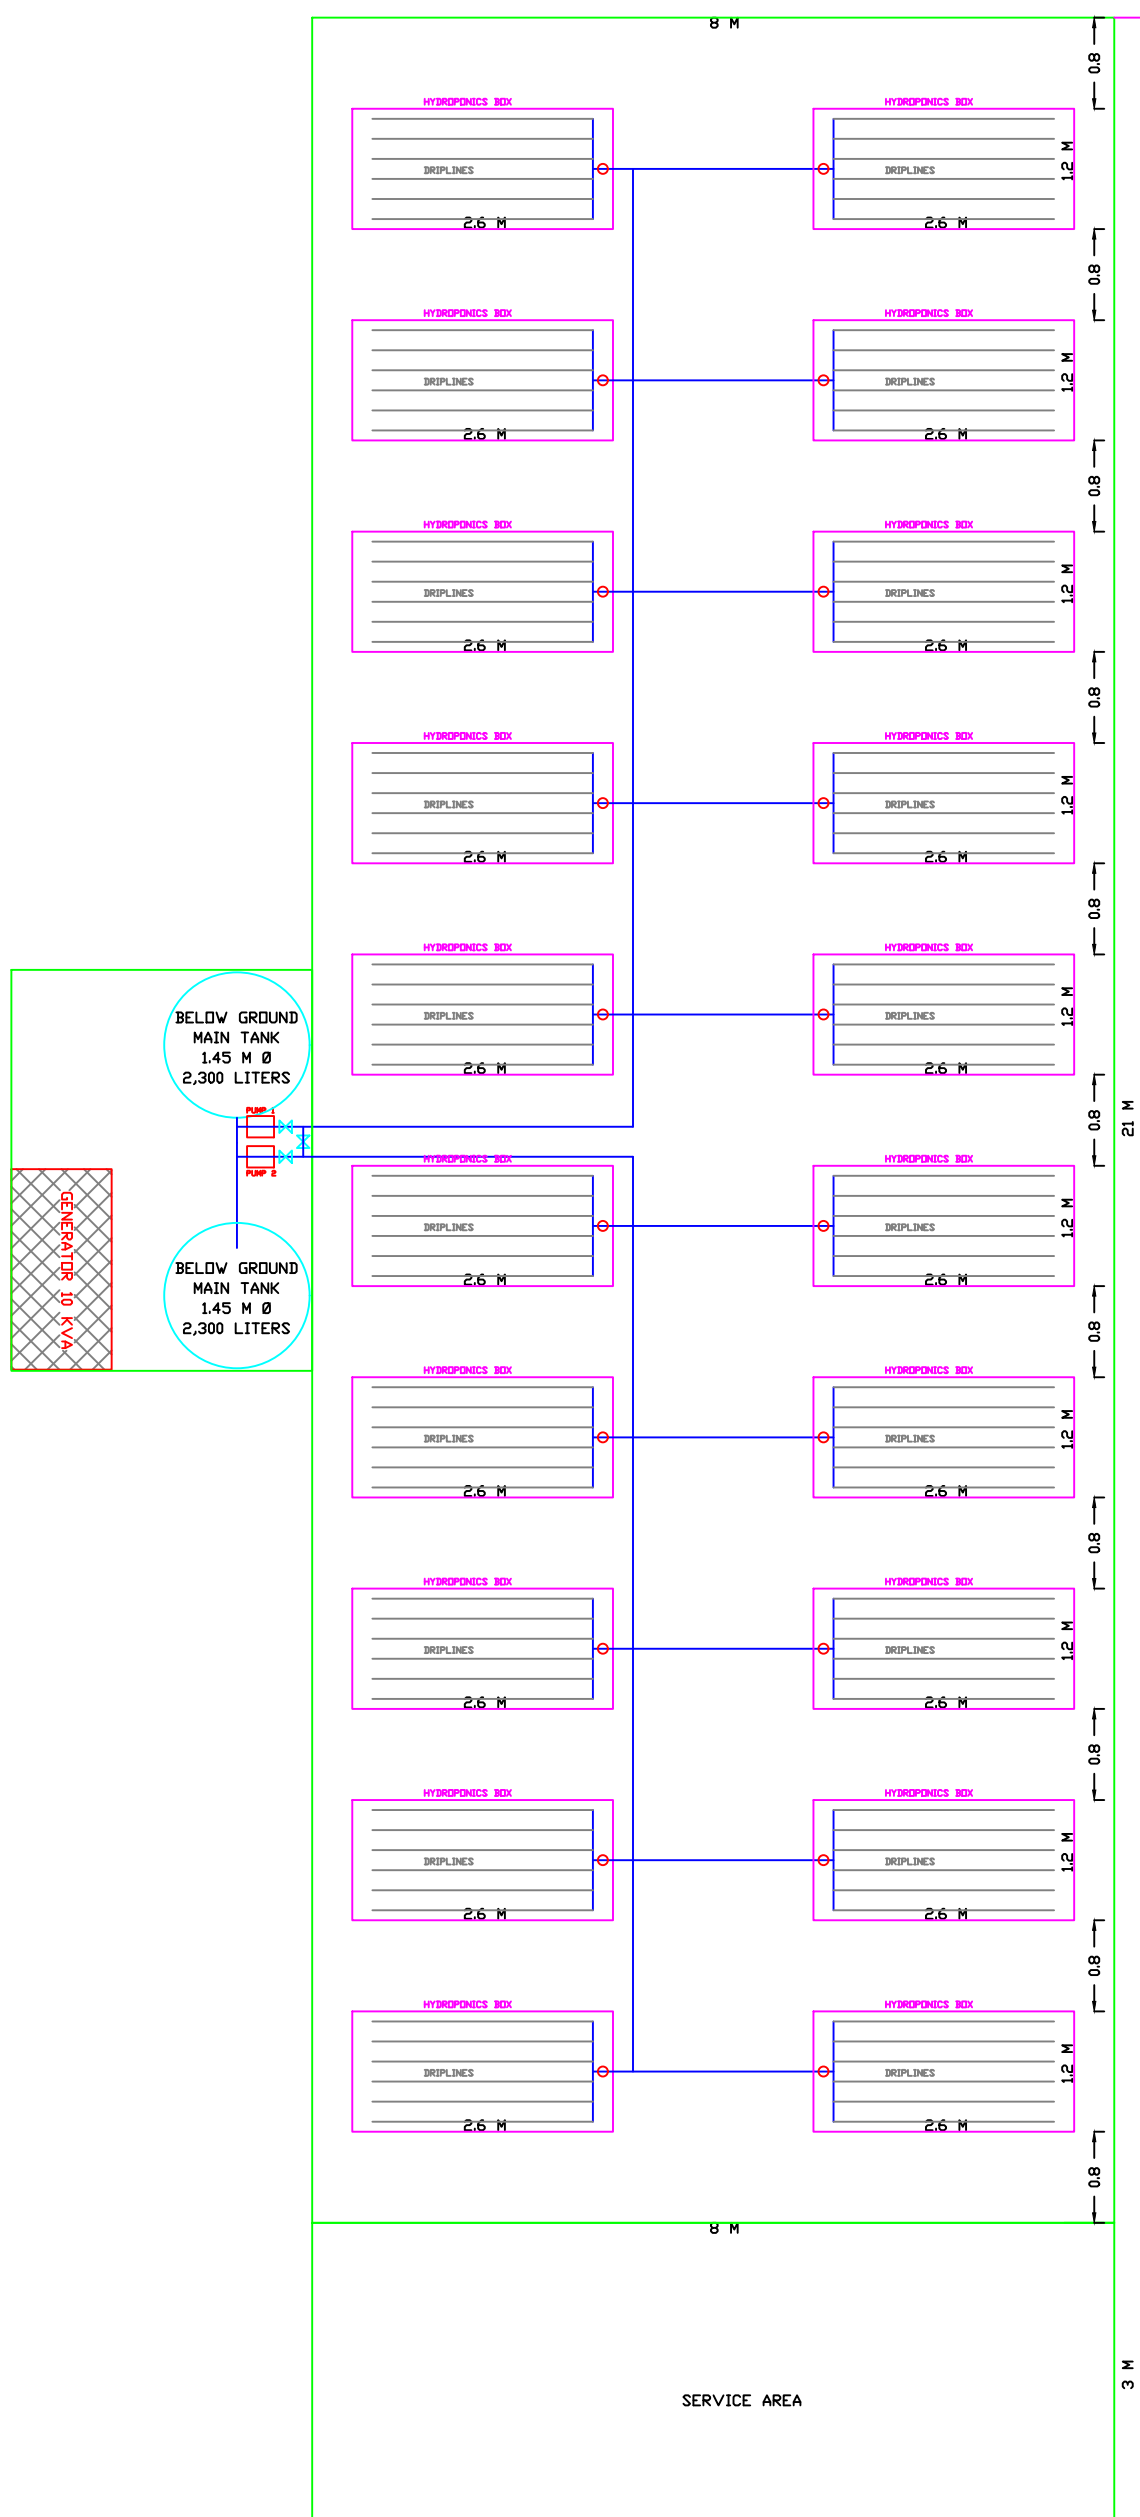 8 M
0.8
HYDROPONICS BOX
HYDROPONICS BOX
DRIPLINES
DRIPLINES
1.2 M
2.6 M
2.6 M
0.8
HYDROPONICS BOX
HYDROPONICS BOX
DRIPLINES
DRIPLINES
1.2 M
2.6 M
2.6 M
0.8
HYDROPONICS BOX
HYDROPONICS BOX
DRIPLINES
DRIPLINES
1.2 M
2.6 M
2.6 M
0.8
HYDROPONICS BOX
HYDROPONICS BOX
DRIPLINES
DRIPLINES
1.2 M
2.6 M
2.6 M
0.8
HYDROPONICS BOX
HYDROPONICS BOX
DRIPLINES
DRIPLINES
1.2 M
2.6 M
2.6 M
BELOW GROUND
MAIN TANK
1.45 M Ø
2,300 LITERS
PUMP 1
PUMP 2
0.8
21 M
HYDROPONICS BOX
HYDROPONICS BOX
DRIPLINES
DRIPLINES
1.2 M
2.6 M
2.6 M
GENERATOR 10 KVA
BELOW GROUND
MAIN TANK
1.45 M Ø
2,300 LITERS
0.8
HYDROPONICS BOX
HYDROPONICS BOX
DRIPLINES
DRIPLINES
1.2 M
2.6 M
2.6 M
0.8
HYDROPONICS BOX
HYDROPONICS BOX
DRIPLINES
DRIPLINES
1.2 M
2.6 M
2.6 M
0.8
HYDROPONICS BOX
HYDROPONICS BOX
DRIPLINES
DRIPLINES
1.2 M
2.6 M
2.6 M
0.8
HYDROPONICS BOX
HYDROPONICS BOX
DRIPLINES
DRIPLINES
1.2 M
2.6 M
2.6 M
0.8
8 M
3 M
SERVICE AREA